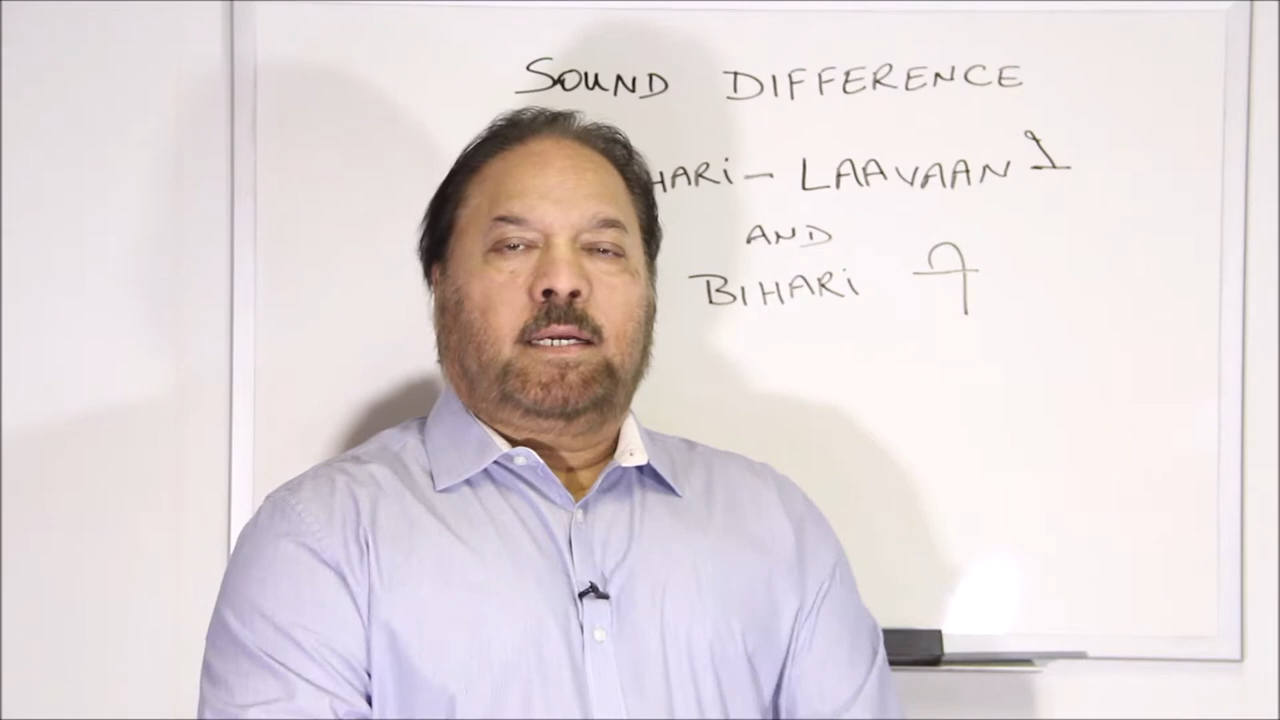 SOUND DIFFERENCE
HARi - LAAVAAN ੇ
AND
BIHARi ੀ